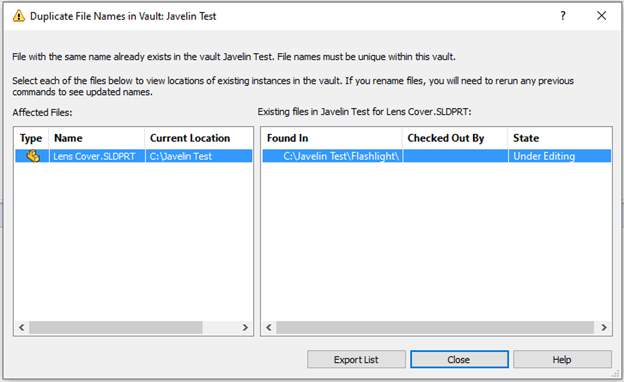 Duplicate File Names in Vault: Javelin Test
?
File with the same name already exists in the vault Javelin Test. File names must be unique within this vault.
Select each of the files below to view locations of existing instances in the vault. If you rename files, you will need to rerun any previous
commands to see updated names.
Affected Files:
Existing files in Javelin Test for Lens Cover.SLDPRT:
Type Name Current Location
Found In Checked Out By State
Lens Cover.SLDPRT C:\Javelin Test
C:\Javelin Test\Flashlight\ Under Editing
Export List Close Help